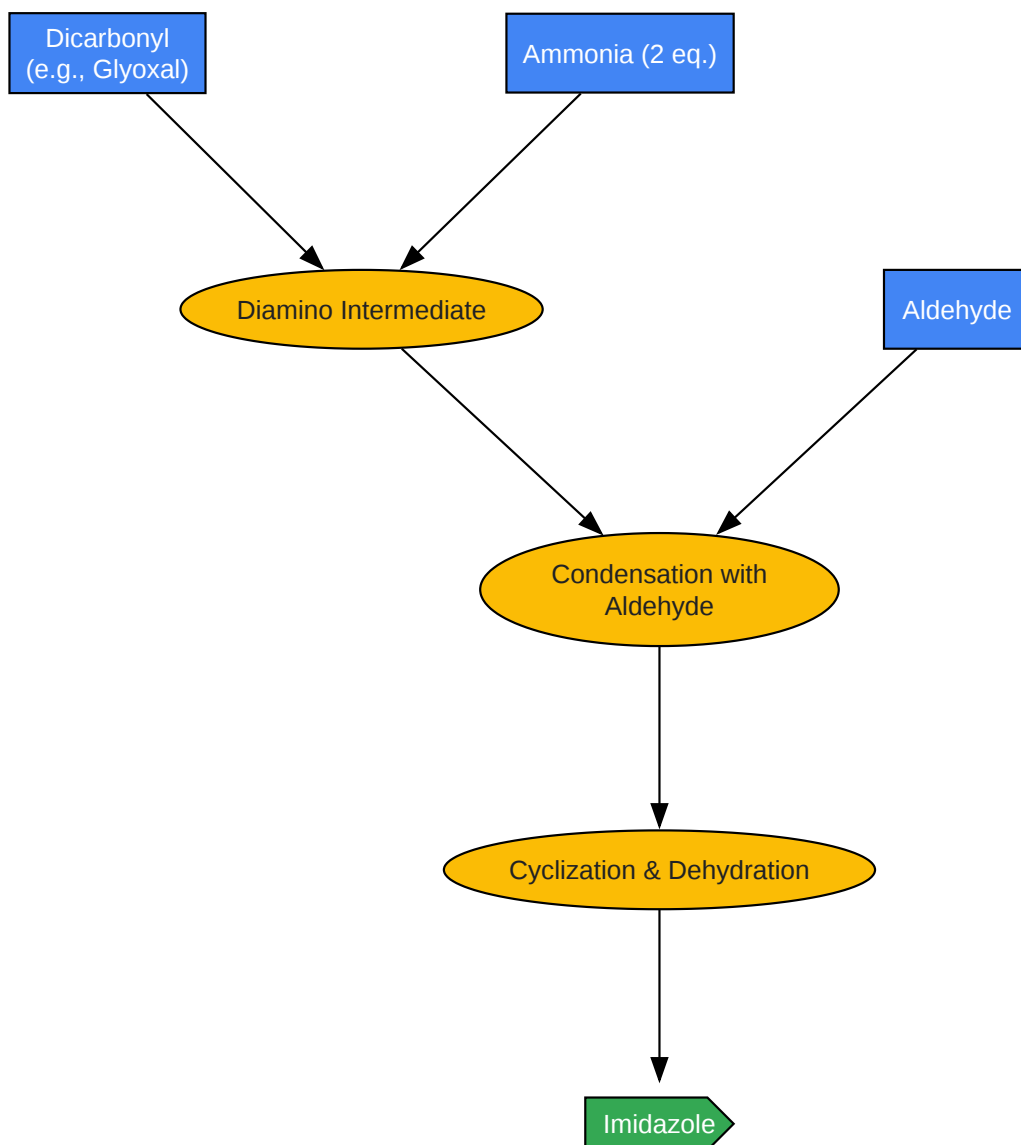 Dicarbonyl
(e.g., Glyoxal)
Ammonia (2 eq.)
Diamino Intermediate
Aldehyde
Condensation with
Aldehyde
Cyclization & Dehydration
Imidazole